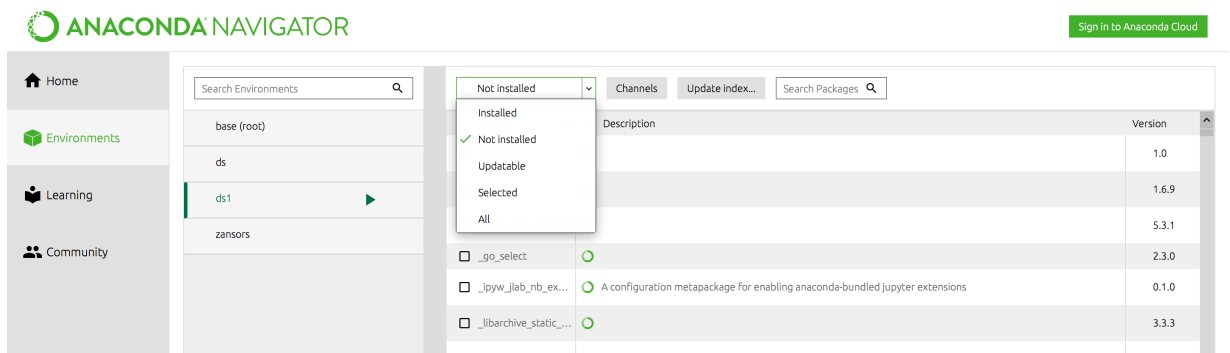 ANACONDA NAVIGATOR
Sign in to Anaconda Cloud
Home
Environments
Learning
Community
Search Environments
base (root)
ds
ds1
zansors
Not installed
Channels
Update index...
Search Packages
Installed
Not installed
Updatable
Selected
All
Description
Version
1.0
1.6.9
5.3.1
_go_select
2.3.0
_ipyw_jlab_nb_ex...
A configuration metapackage for enabling anaconda-bundled jupyter extensions
0.1.0
_libarchive_static_...
3.3.3